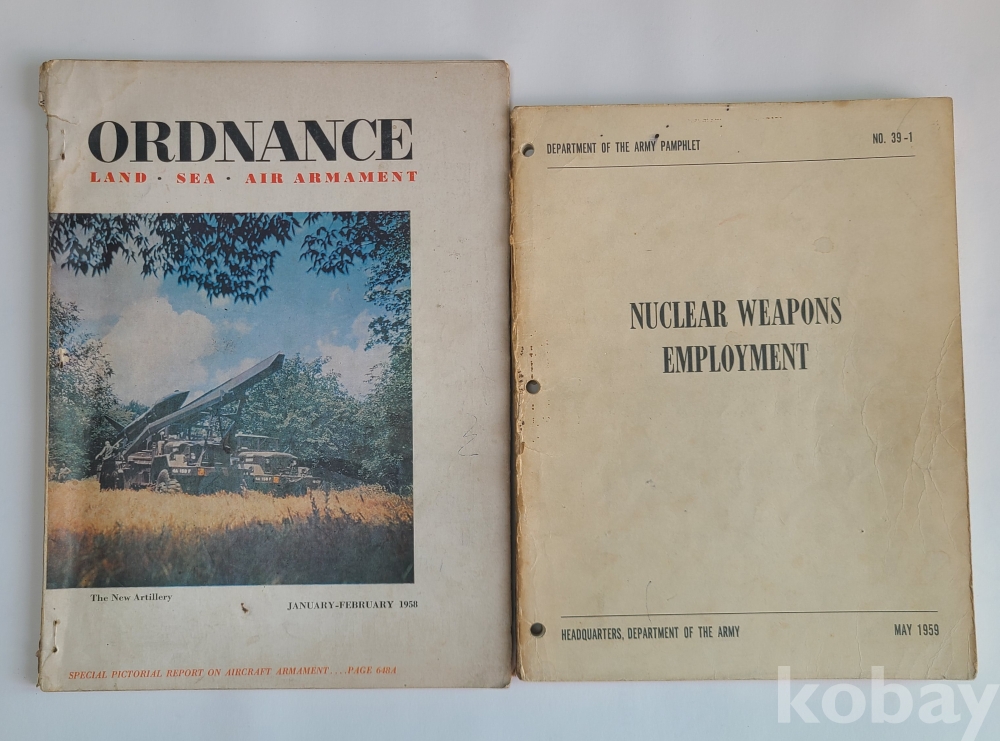 ORDNANCE
LAND · SEA · AIR ARMAMENT
The New Artillery
JANUARY-FEBRUARY 1958
SPECIAL PICTORIAL REPORT ON AIRCRAFT ARMAMENT....PAGE 648A
DEPARTMENT OF THE ARMY PAMPHLET
NO. 39-1
NUCLEAR WEAPONS
EMPLOYMENT
HEADQUARTERS, DEPARTMENT OF THE ARMY
MAY 1959
kobay